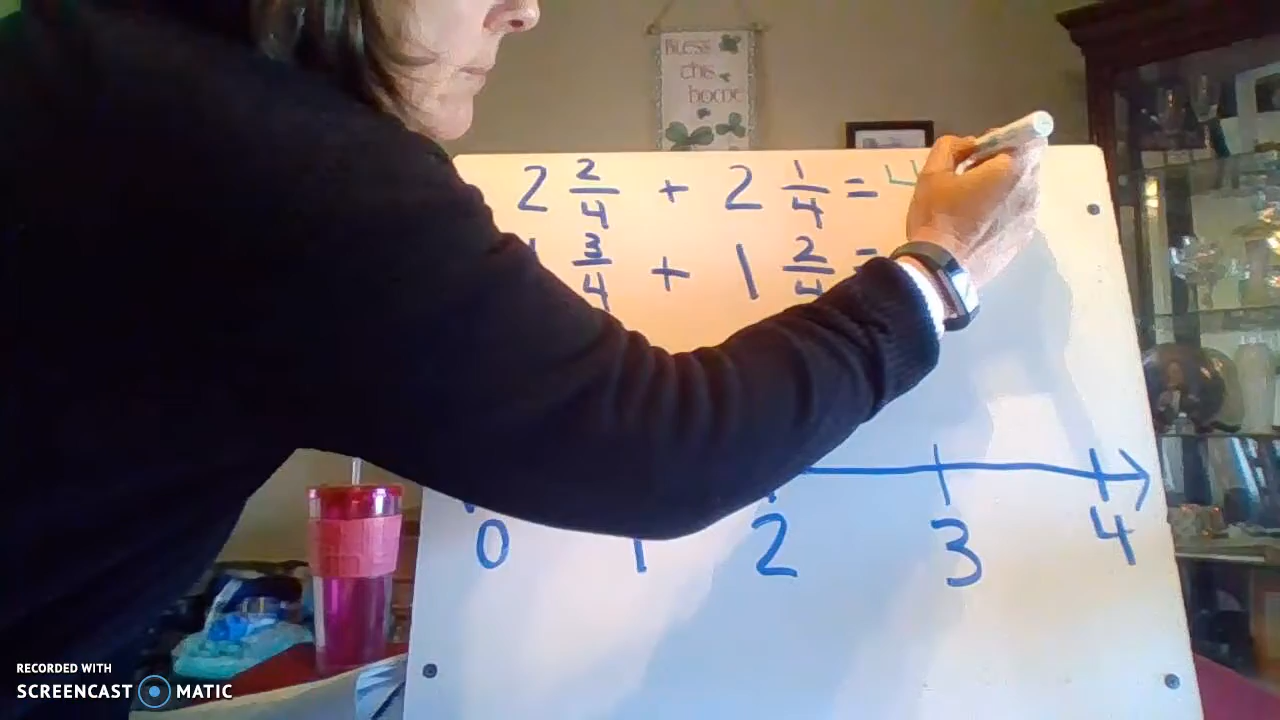 Bless
this
home
2 2/4 + 2 1/4 = 4
3/4 + 1 2/4 =
0 1 2 3 4
RECORDED WITH
SCREENCAST MATIC